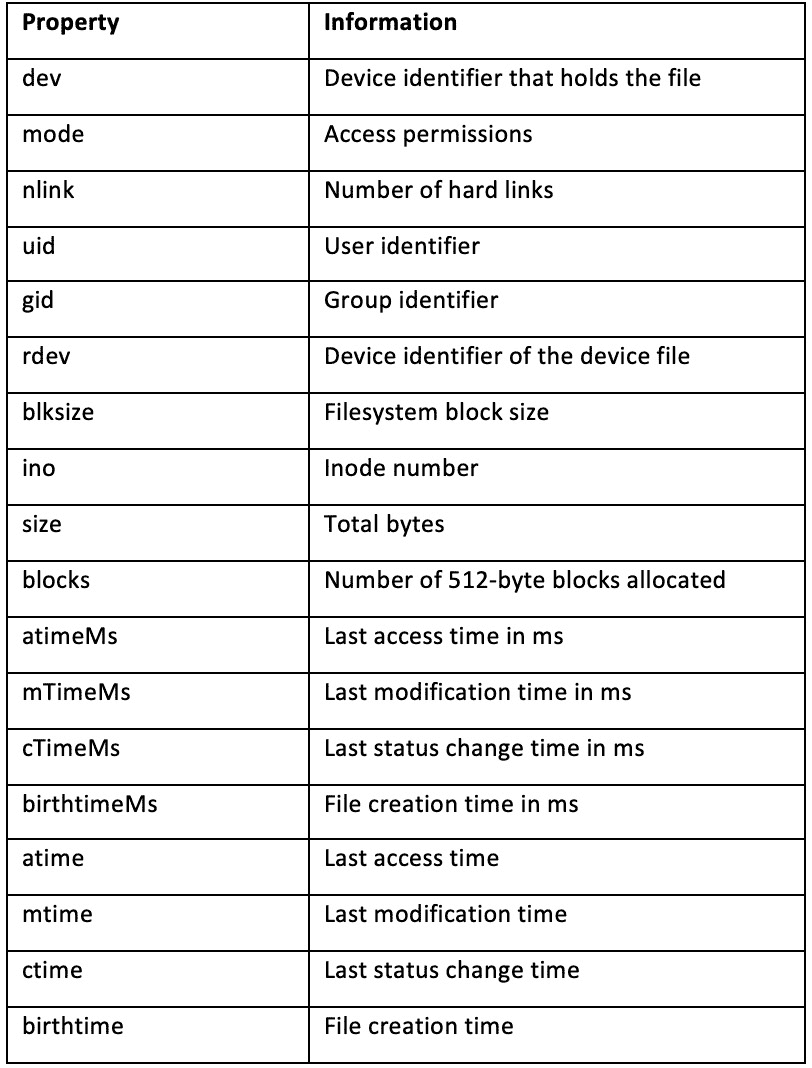 Property Information
dev Device identifier that holds the file
mode Access permissions
nlink Number of hard links
uid User identifier
gid Group identifier
rdev Device identifier of the device file
blksize Filesystem block size
ino Inode number
size Total bytes
blocks Number of 512-byte blocks allocated
atimeMs Last access time in ms
mTimeMs Last modification time in ms
cTimeMs Last status change time in ms
birthtimeMs File creation time in ms
atime Last access time
mtime Last modification time
ctime Last status change time
birthtime File creation time